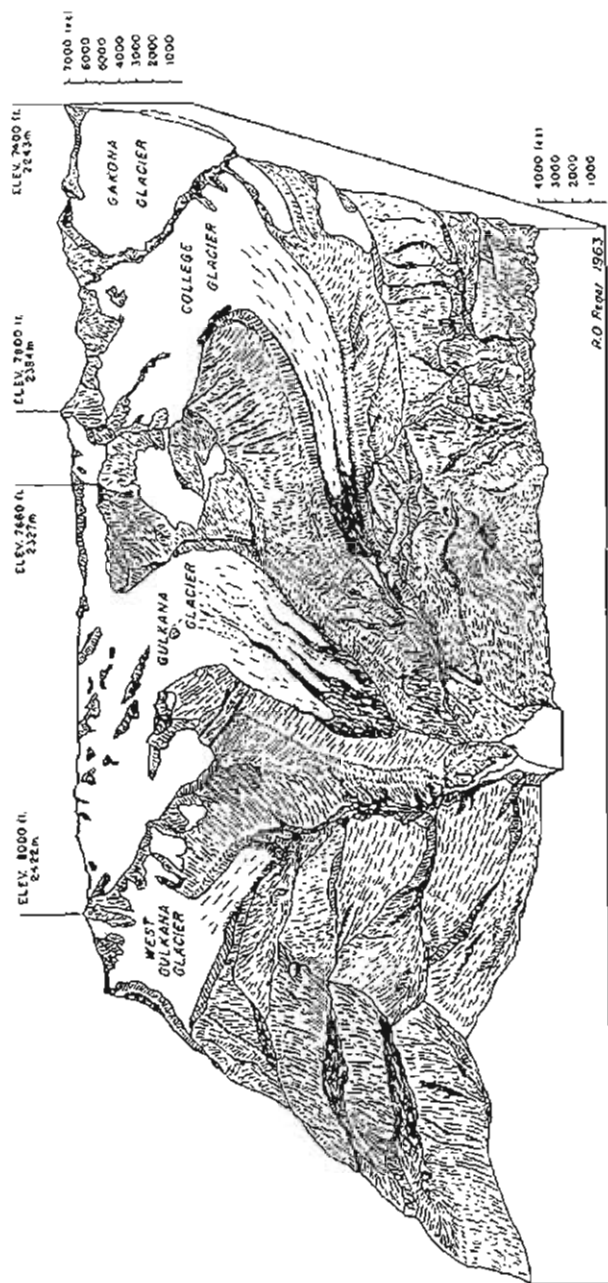 ELEV. 8000 ft.
2422m
ELEV. 7680 ft.
2327m
ELEV. 7800 ft.
2384m
ELEV. 7400 ft.
2243m
7000 feet
6000
5000
4000
3000
2000
1000
WEST
GULKANA
GLACIER
GULKANA
GLACIER
COLLEGE
GLACIER
GAKONA
GLACIER
4000 feet
3000
2000
1000
1963